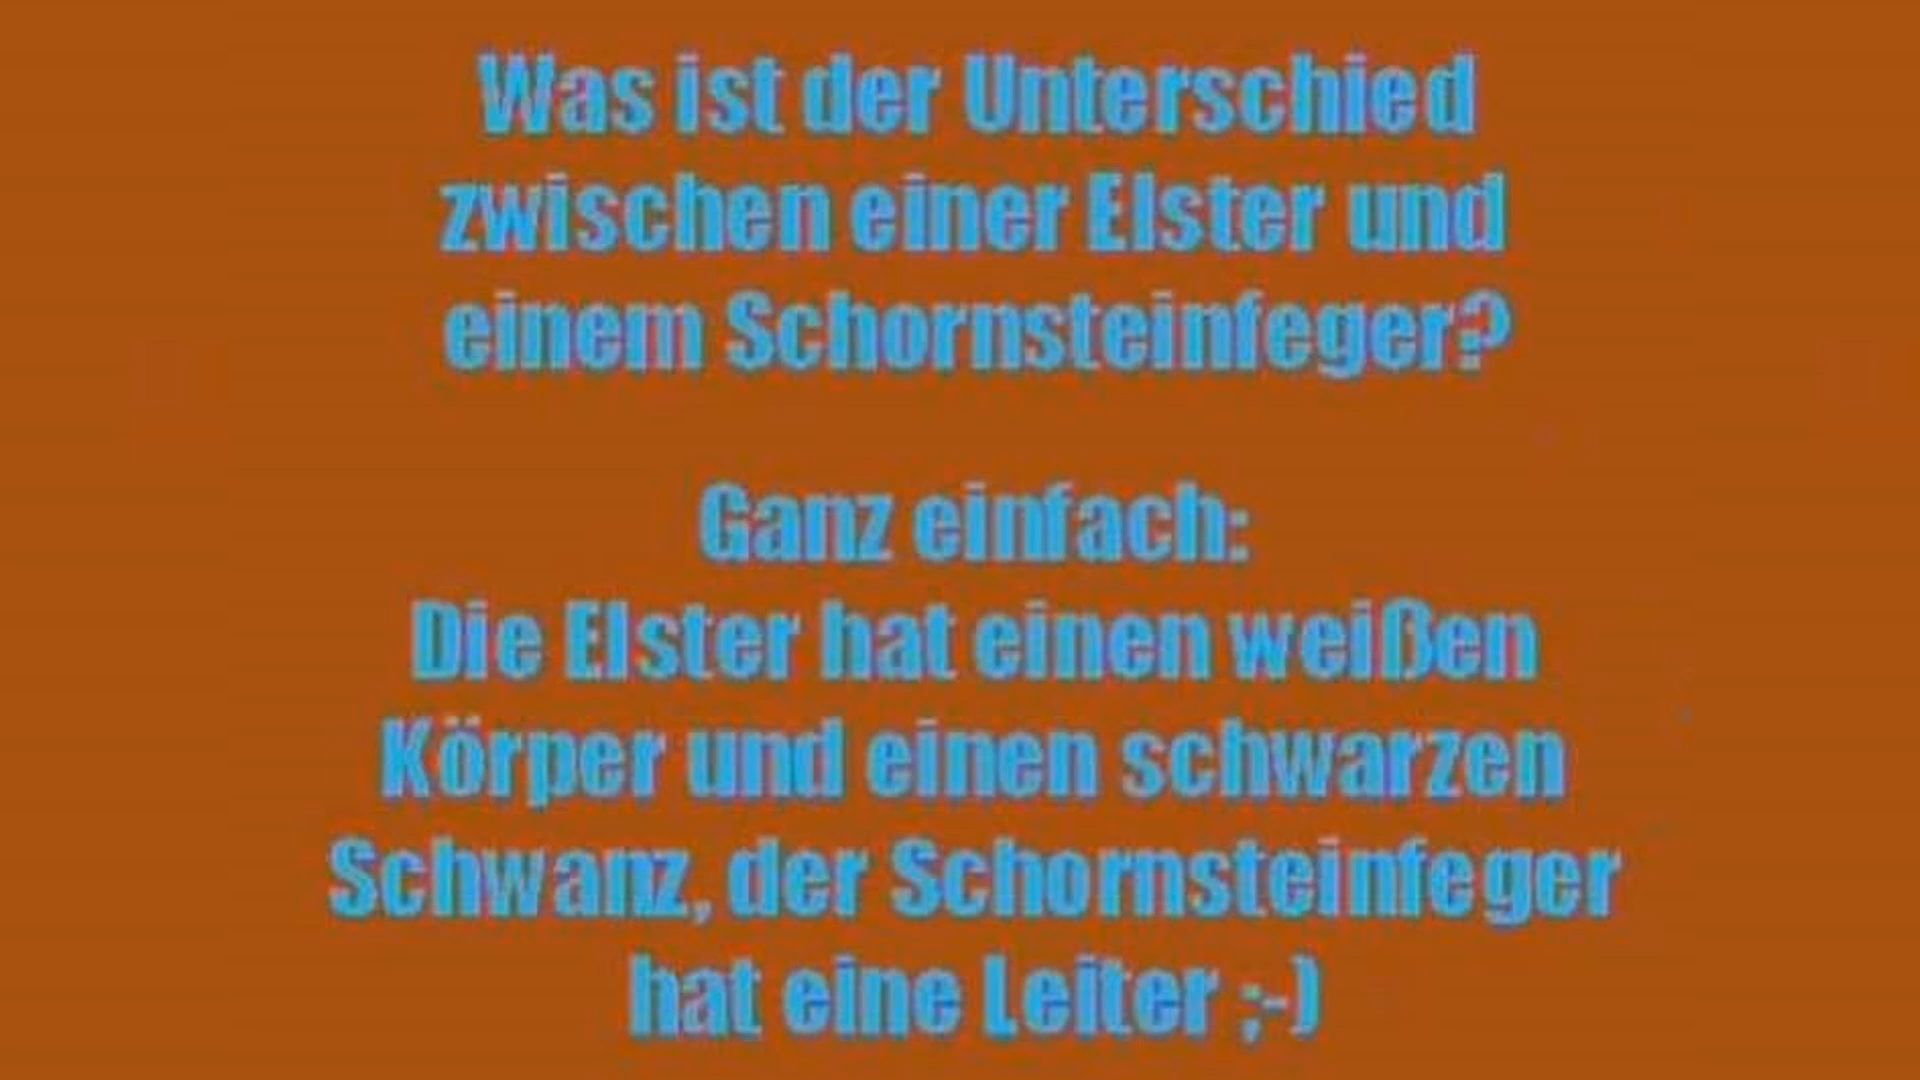 Was ist der Unterschied
zwischen einer Elster und
einem Schornsteinfeger?
Ganz einfach:
Die Elster hat einen weißen
Körper und einen schwarzen
Schwanz, der Schornsteinfeger
hat eine Leiter ;-)